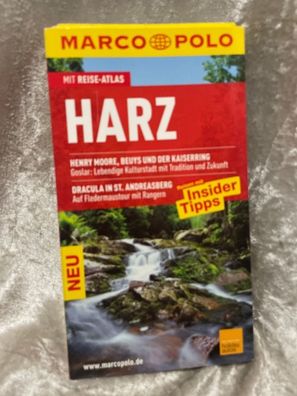 MARCO POLO
MIT REISE-ATLAS
HARZ
HENRY MOORE, BEUYS UND DER KAISERRING
Goslar: Lebendige Kulturstadt mit Tradition und Zukunft
DRACULA IN ST. ANDREASBERG
Auf Fledermaustour mit Rangern
Insider
Tipps
NEU
www.marcopolo.de